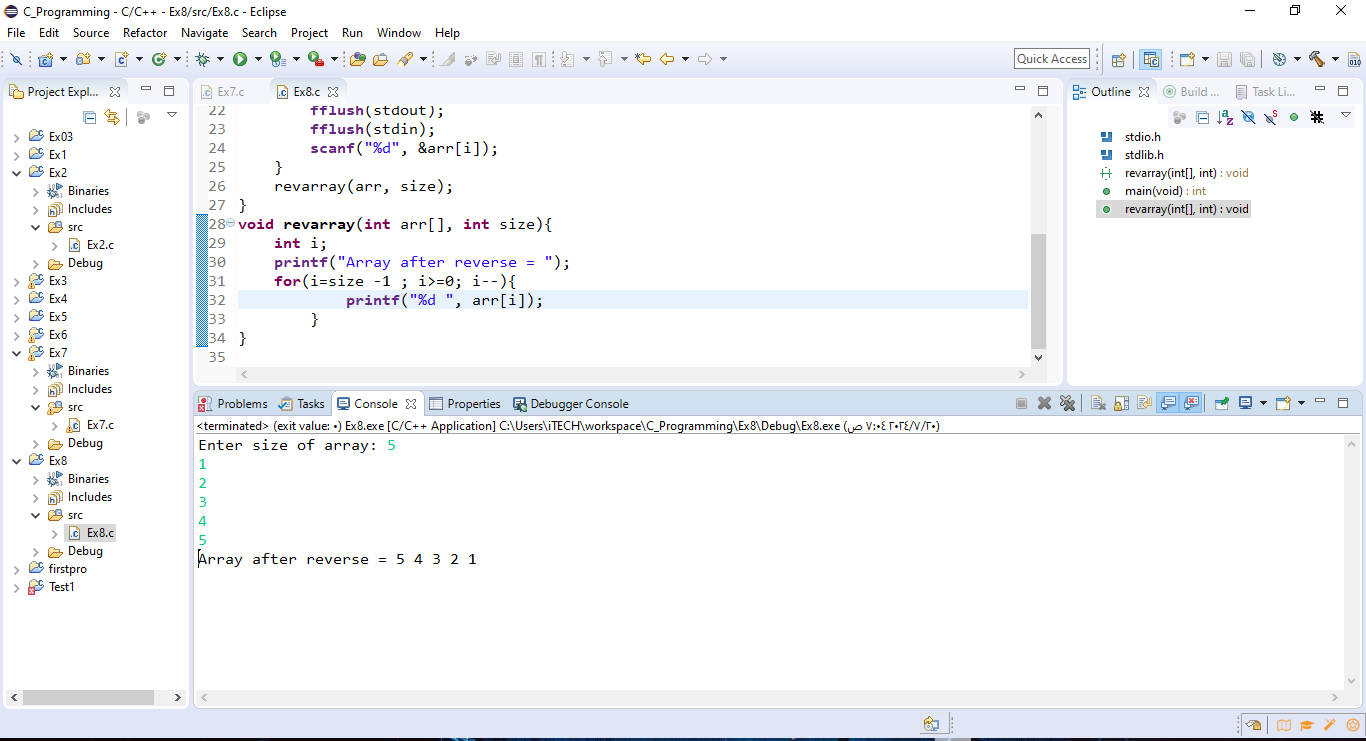 C_Programming - C/C++ - Ex8/src/Ex8.c - Eclipse
File Edit Source Refactor Navigate Search Project Run Window Help
Quick Access
Project Expl...
Ex03
Ex1
Ex2
Binaries
Includes
src
Ex2.c
Debug
Ex3
Ex4
Ex5
Ex6
Ex7
Binaries
Includes
src
Ex7.c
Debug
Ex8
Binaries
Includes
src
Ex8.c
Debug
firstpro
Test1
Ex7.c Ex8.c
22 fflush(stdout);
23 fflush(stdin);
24 scanf("%d", &arr[i]);
25 }
26 revarray(arr, size);
27 }
28 void revarray(int arr[], int size){
29 int i;
30 printf("Array after reverse = ");
31 for(i=size -1 ; i>=0; i--){
32 printf("%d ", arr[i]);
33 }
34 }
35
Outline Build ... Task Li...
stdio.h
stdlib.h
revarray(int[], int) : void
main(void) : int
revarray(int[], int) : void
Problems Tasks Console Properties Debugger Console
<terminated> (exit value: ٠) Ex8.exe [C/C++ Application] C:\Users\iTECH\workspace\C_Programming\Ex8\Debug\Ex8.exe (٢٠٢٤/٧/٢٠ ٧:٠٤ ص)
Enter size of array: 5
1
2
3
4
5
Array after reverse = 5 4 3 2 1